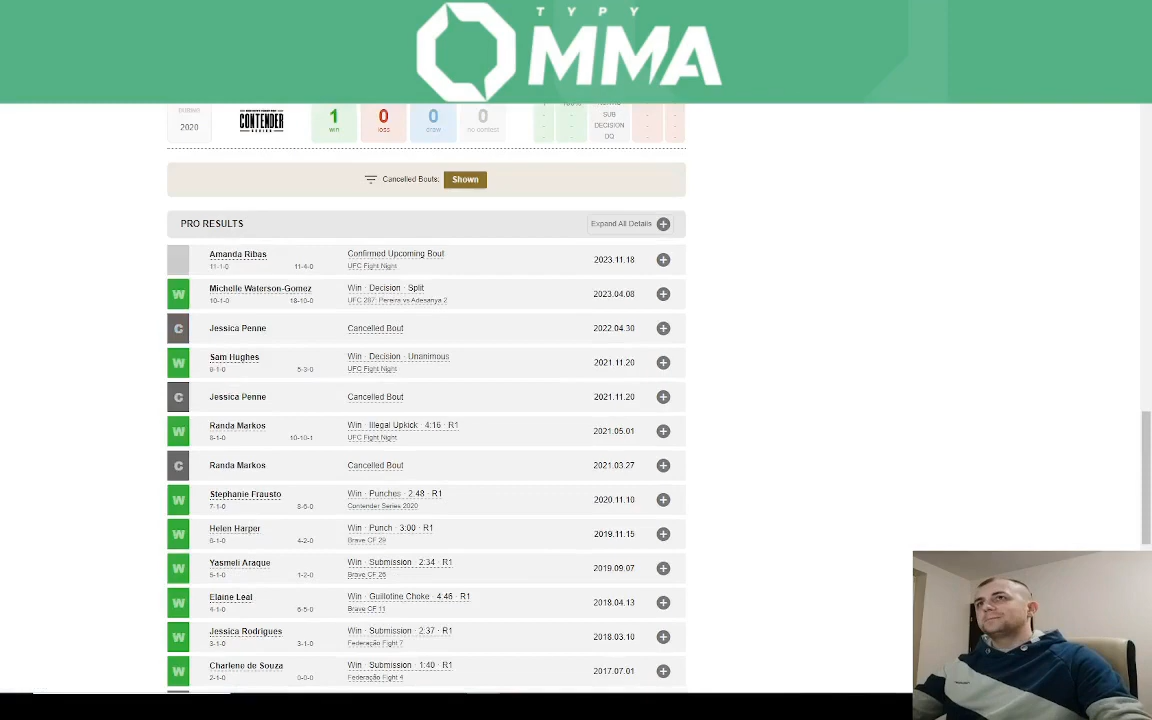 TYPY
MMA
2020
CONTENDER
SERIES
1
win
0
loss
0
draw
0
no contest
SUB
DECISION
DQ
Cancelled Bouts: Shown
PRO RESULTS
Expand All Details
Amanda Ribas Confirmed Upcoming Bout 2023.11.18
11-1-0 11-4-0 UFC Fight Night
W Michelle Waterson-Gomez Win · Decision · Split 2023.04.08
10-1-0 18-10-0 UFC 287: Pereira vs Adesanya 2
C Jessica Penne Cancelled Bout 2022.04.30
W Sam Hughes Win · Decision · Unanimous 2021.11.20
9-1-0 5-3-0 UFC Fight Night
C Jessica Penne Cancelled Bout 2021.11.20
W Randa Markos Win · Illegal Upkick · 4:16 · R1 2021.05.01
8-1-0 10-10-1 UFC Fight Night
C Randa Markos Cancelled Bout 2021.03.27
W Stephanie Frausto Win · Punches · 2:48 · R1 2020.11.10
7-1-0 8-6-0 Contender Series 2020
W Helen Harper Win · Punch · 3:00 · R1 2019.11.15
6-1-0 4-2-0 Brave CF 29
W Yasmeli Araque Win · Submission · 2:34 · R1 2019.09.07
5-1-0 1-2-0 Brave CF 26
W Elaine Leal Win · Guillotine Choke · 4:46 · R1 2018.04.13
4-1-0 6-5-0 Brave CF 11
W Jessica Rodrigues Win · Submission · 2:37 · R1 2018.03.10
3-1-0 3-1-0 Federação Fight 7
W Charlene de Souza Win · Submission · 1:40 · R1 2017.07.01
2-1-0 0-0-0 Federação Fight 4